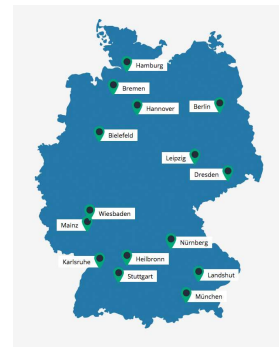 Hamburg
Bremen
Hannover
Berlin
Bielefeld
Leipzig
Dresden
Wiesbaden
Mainz
Nürnberg
Karlsruhe
Heilbronn
Stuttgart
Landshut
München